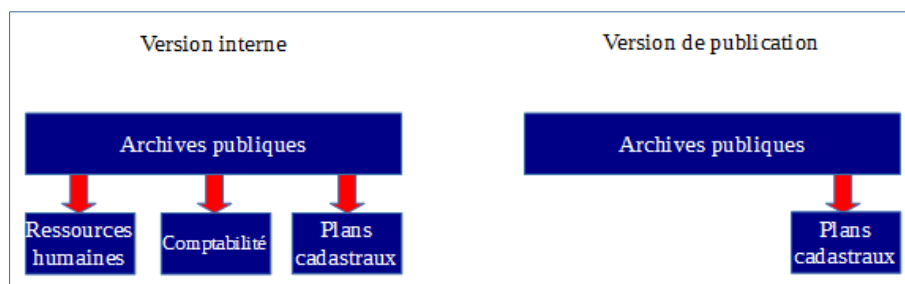 Version interne
Version de publication
Archives publiques
Archives publiques
Ressources
humaines
Comptabilité
Plans
cadastraux
Plans
cadastraux